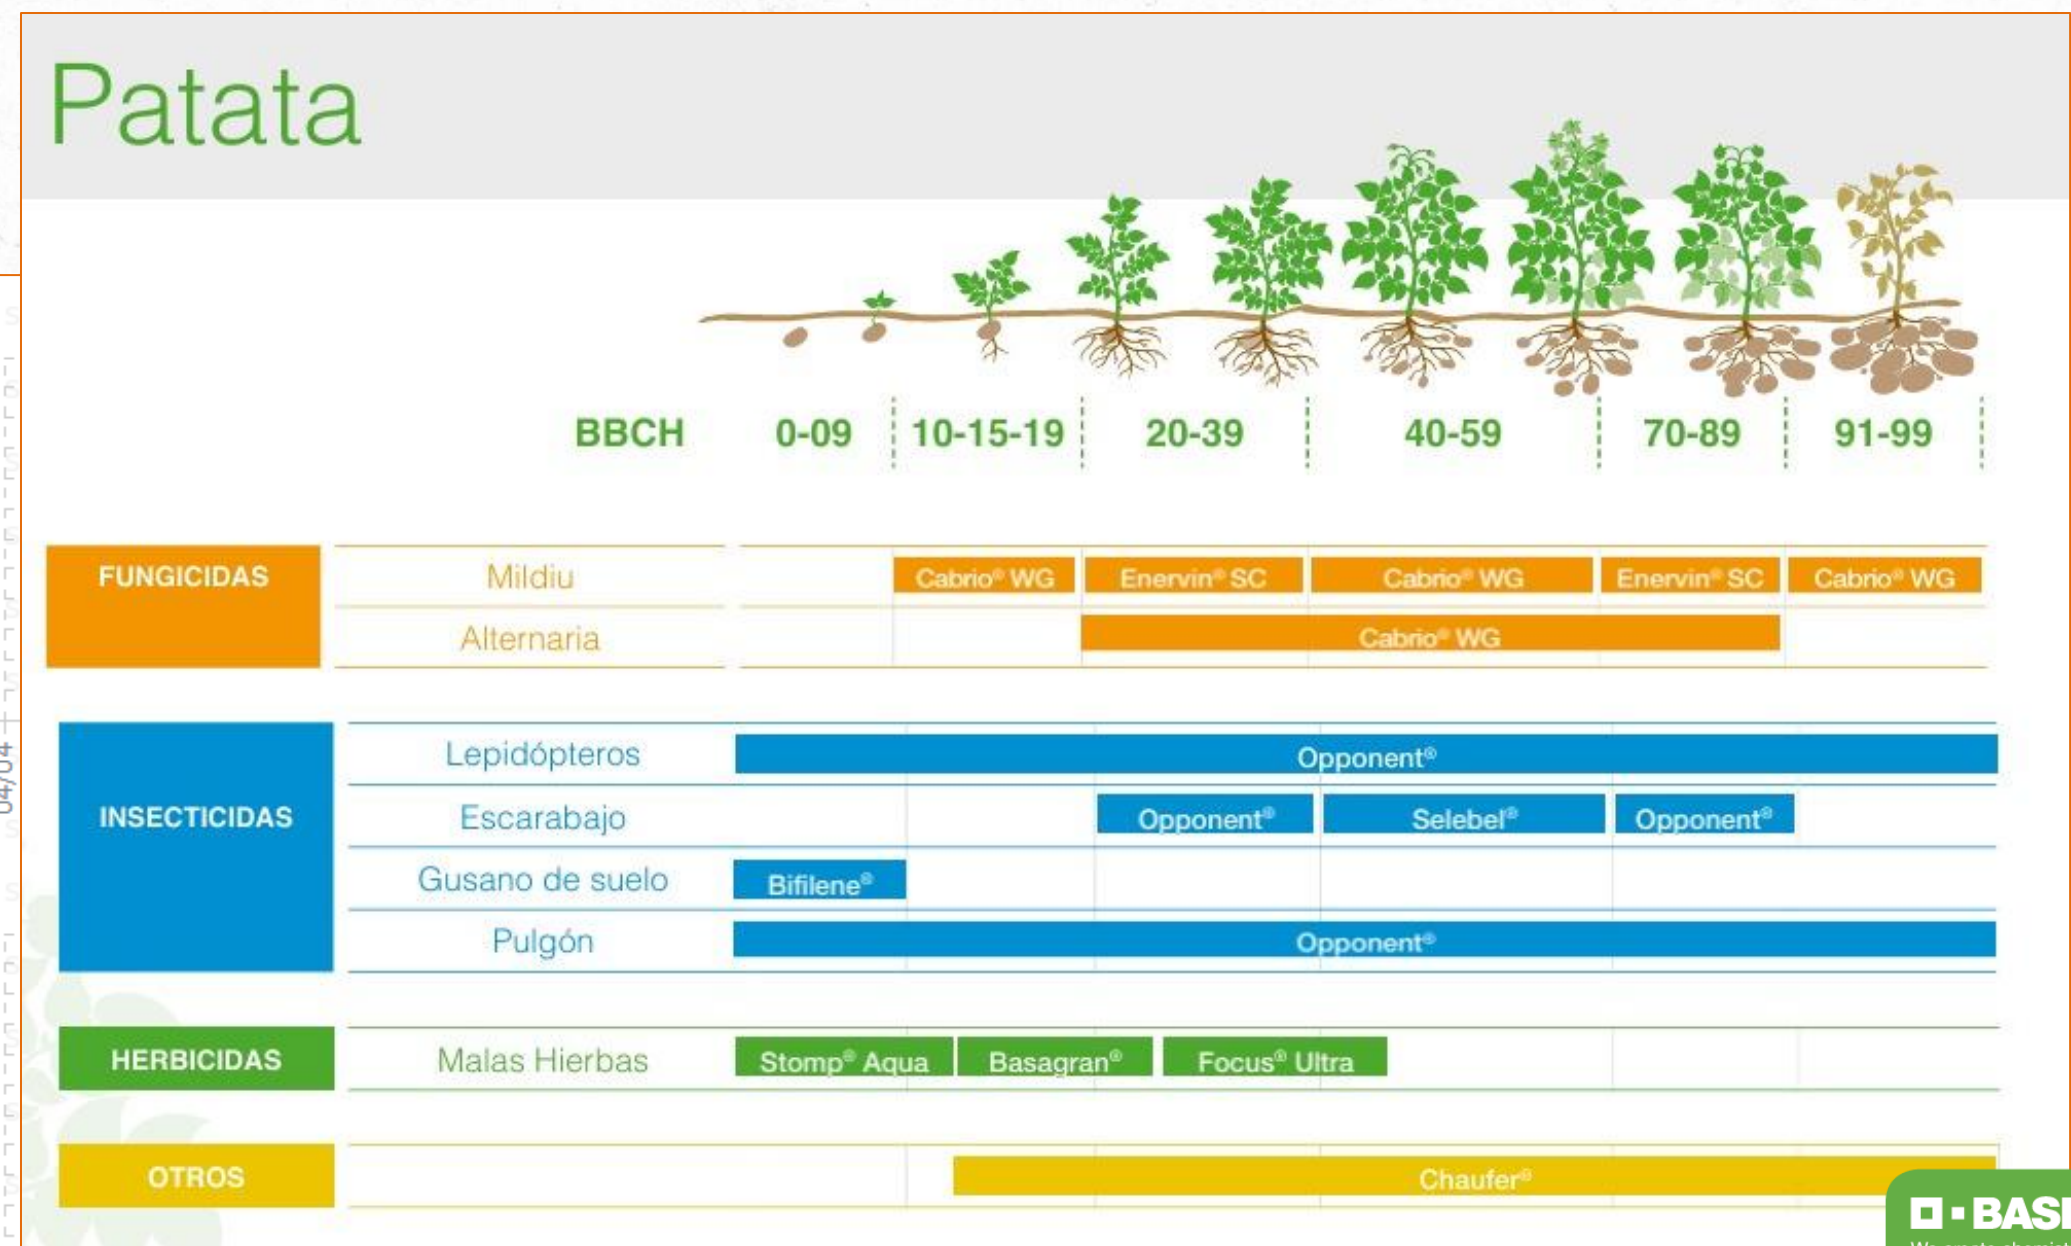 Patata
BBCH 0-09 10-15-19 20-39 40-59 70-89 91-99
FUNGICIDAS Mildiu Cabrio® WG Enervin® SC Cabrio® WG Enervin® SC Cabrio® WG
Alternaria Cabrio® WG
Lepidópteros Opponent®
INSECTICIDAS Escarabajo Opponent® Selebel® Opponent®
Gusano de suelo Bifilene®
Pulgón Opponent®
HERBICIDAS Malas Hierbas Stomp® Aqua Basagran® Focus® Ultra
OTROS Chaufer®
04/04